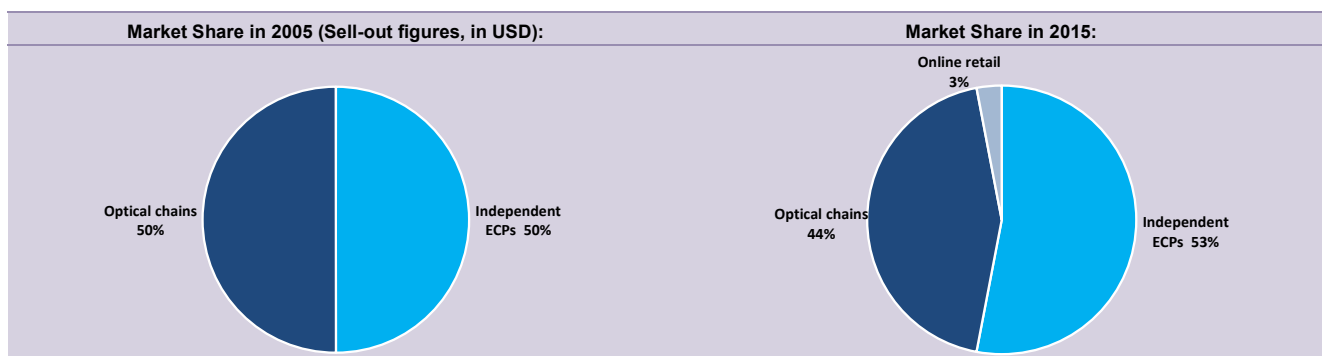 Market Share in 2005 (Sell-out figures, in USD):
Optical chains
50%
Independent
ECPs 50%
Market Share in 2015:
Online retail
3%
Optical chains
44%
Independent
ECPs 53%